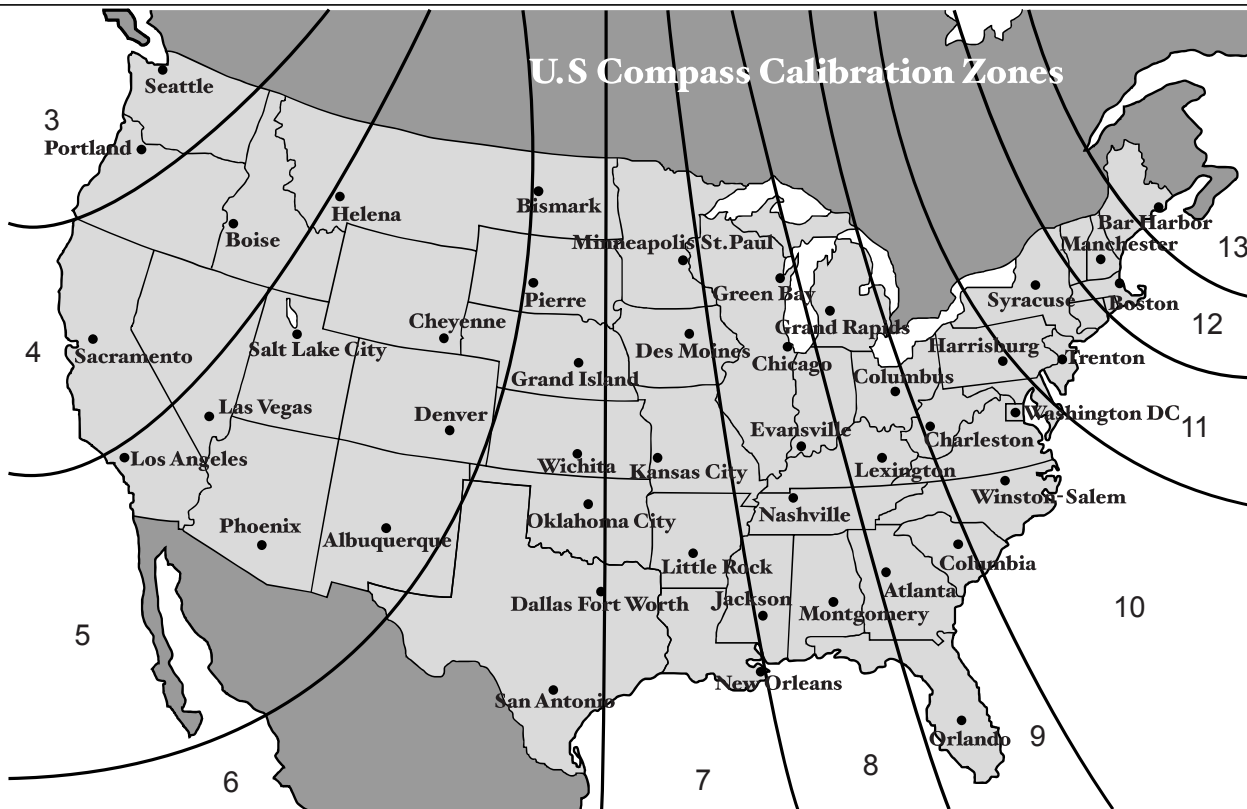 U.S Compass Calibration Zones
Seattle
3
Portland
Helena
Boise
Bismark
Minneapolis St.Paul
Bar Harbor
Manchester
13
Pierre
Green Bay
Syracuse
Boston
Cheyenne
Grand Rapids
12
4
Sacramento
Salt Lake City
Des Moines
Chicago
Harrisburg
Trenton
Grand Island
Columbus
Las Vegas
Denver
Washington DC
11
Evansville
Charleston
Los Angeles
Wichita
Kansas City
Lexington
Winston-Salem
Phoenix
Albuquerque
Oklahoma City
Nashville
Little Rock
Columbia
Dallas Fort Worth
Jackson
Atlanta
Montgomery
10
5
San Antonio
New Orleans
Orlando
9
6
7
8